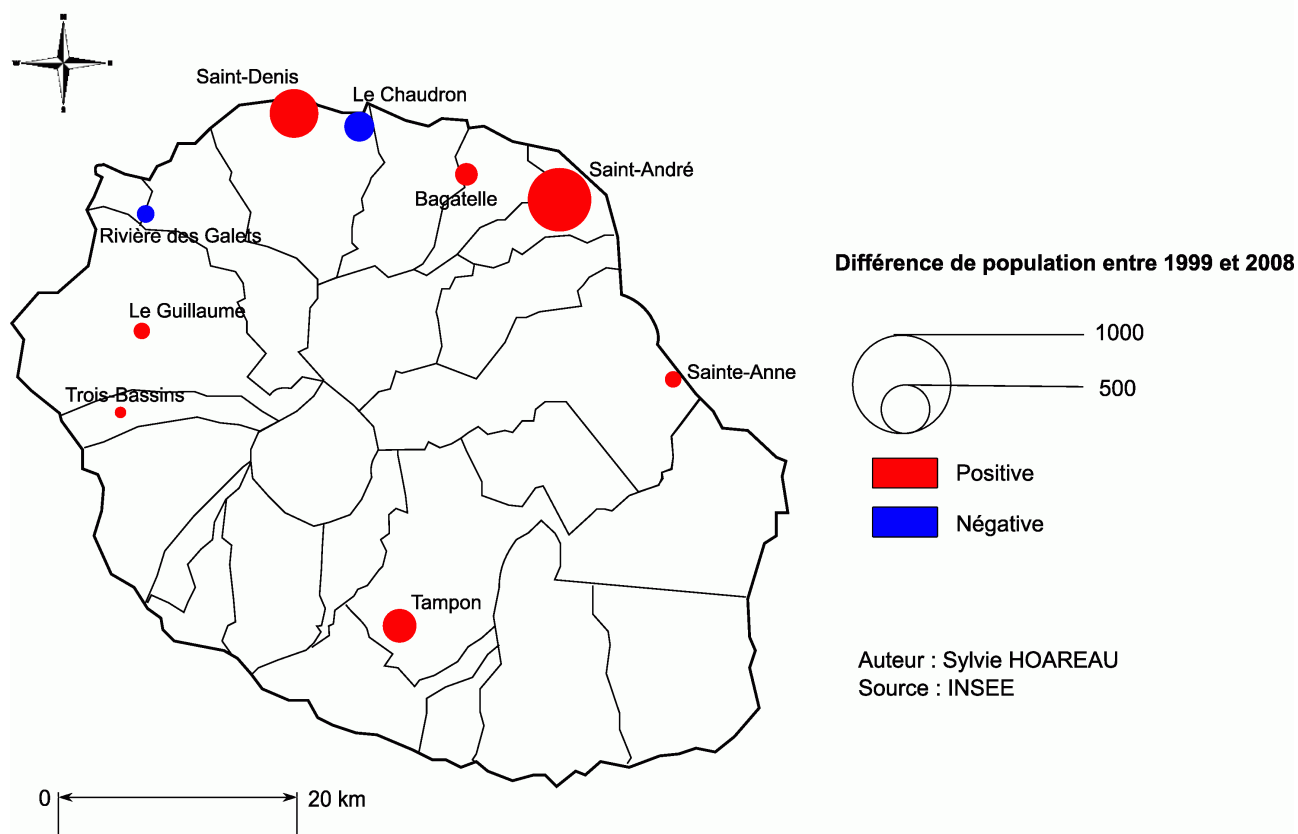 Saint-Denis
Le Chaudron
Saint-André
Bagatelle
Rivière des Galets
Différence de population entre 1999 et 2008
Le Guillaume
1000
Sainte-Anne
500
Trois-Bassins
Positive
Négative
Tampon
Auteur : Sylvie HOAREAU
Source : INSEE
0
20 km